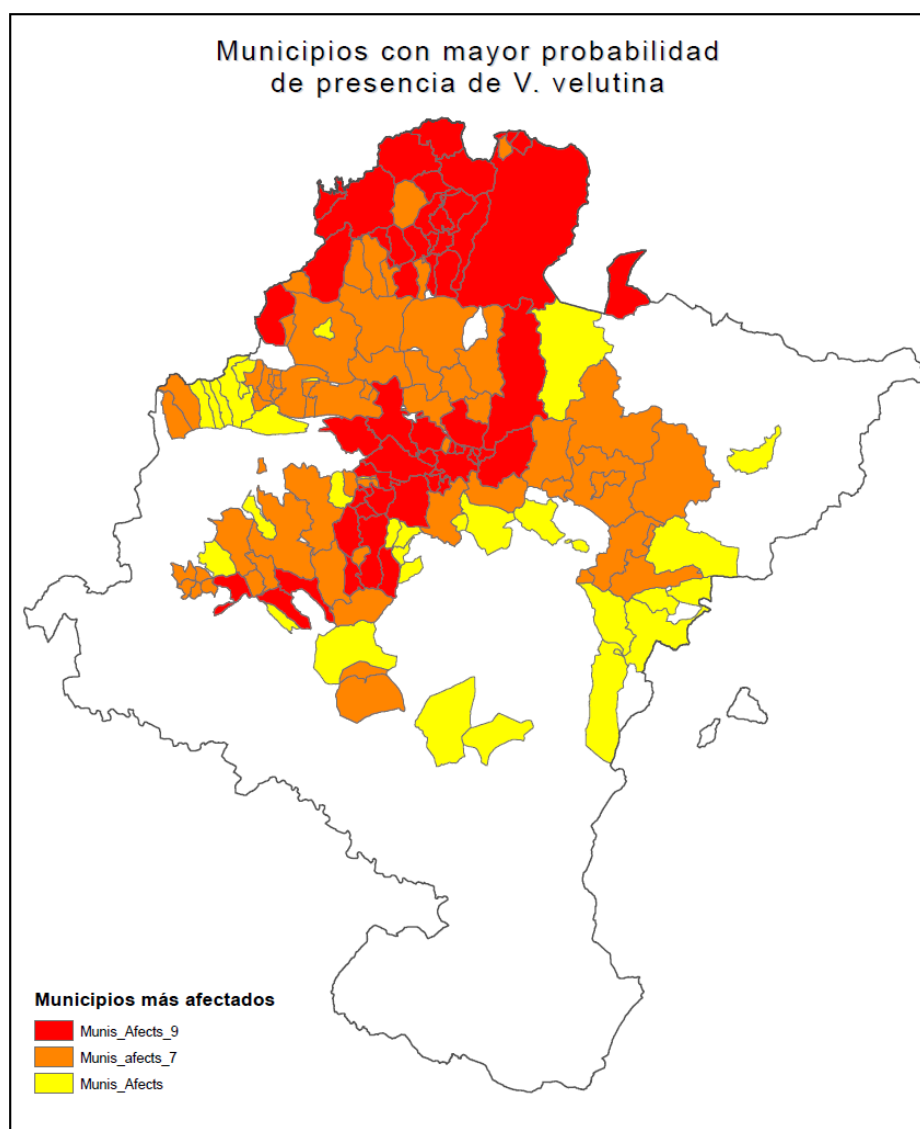 Municipios con mayor probabilidad
de presencia de V. velutina
Municipios más afectados
Munis_Afects_9
Munis_afects_7
Munis_Afects